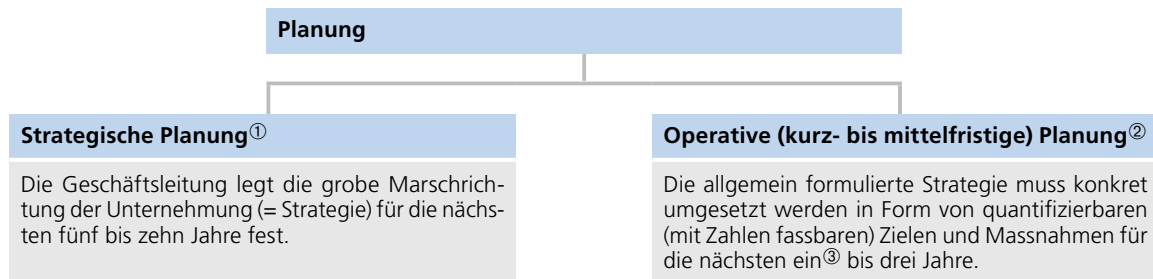 Planung
Strategische Planung①
Die Geschäftsleitung legt die grobe Marschrich-
tung der Unternehmung (= Strategie) für die nächs-
ten fünf bis zehn Jahre fest.
Operative (kurz- bis mittelfristige) Planung②
Die allgemein formulierte Strategie muss konkret
umgesetzt werden in Form von quantifizierbaren
(mit Zahlen fassbaren) Zielen und Massnahmen für
die nächsten ein③ bis drei Jahre.